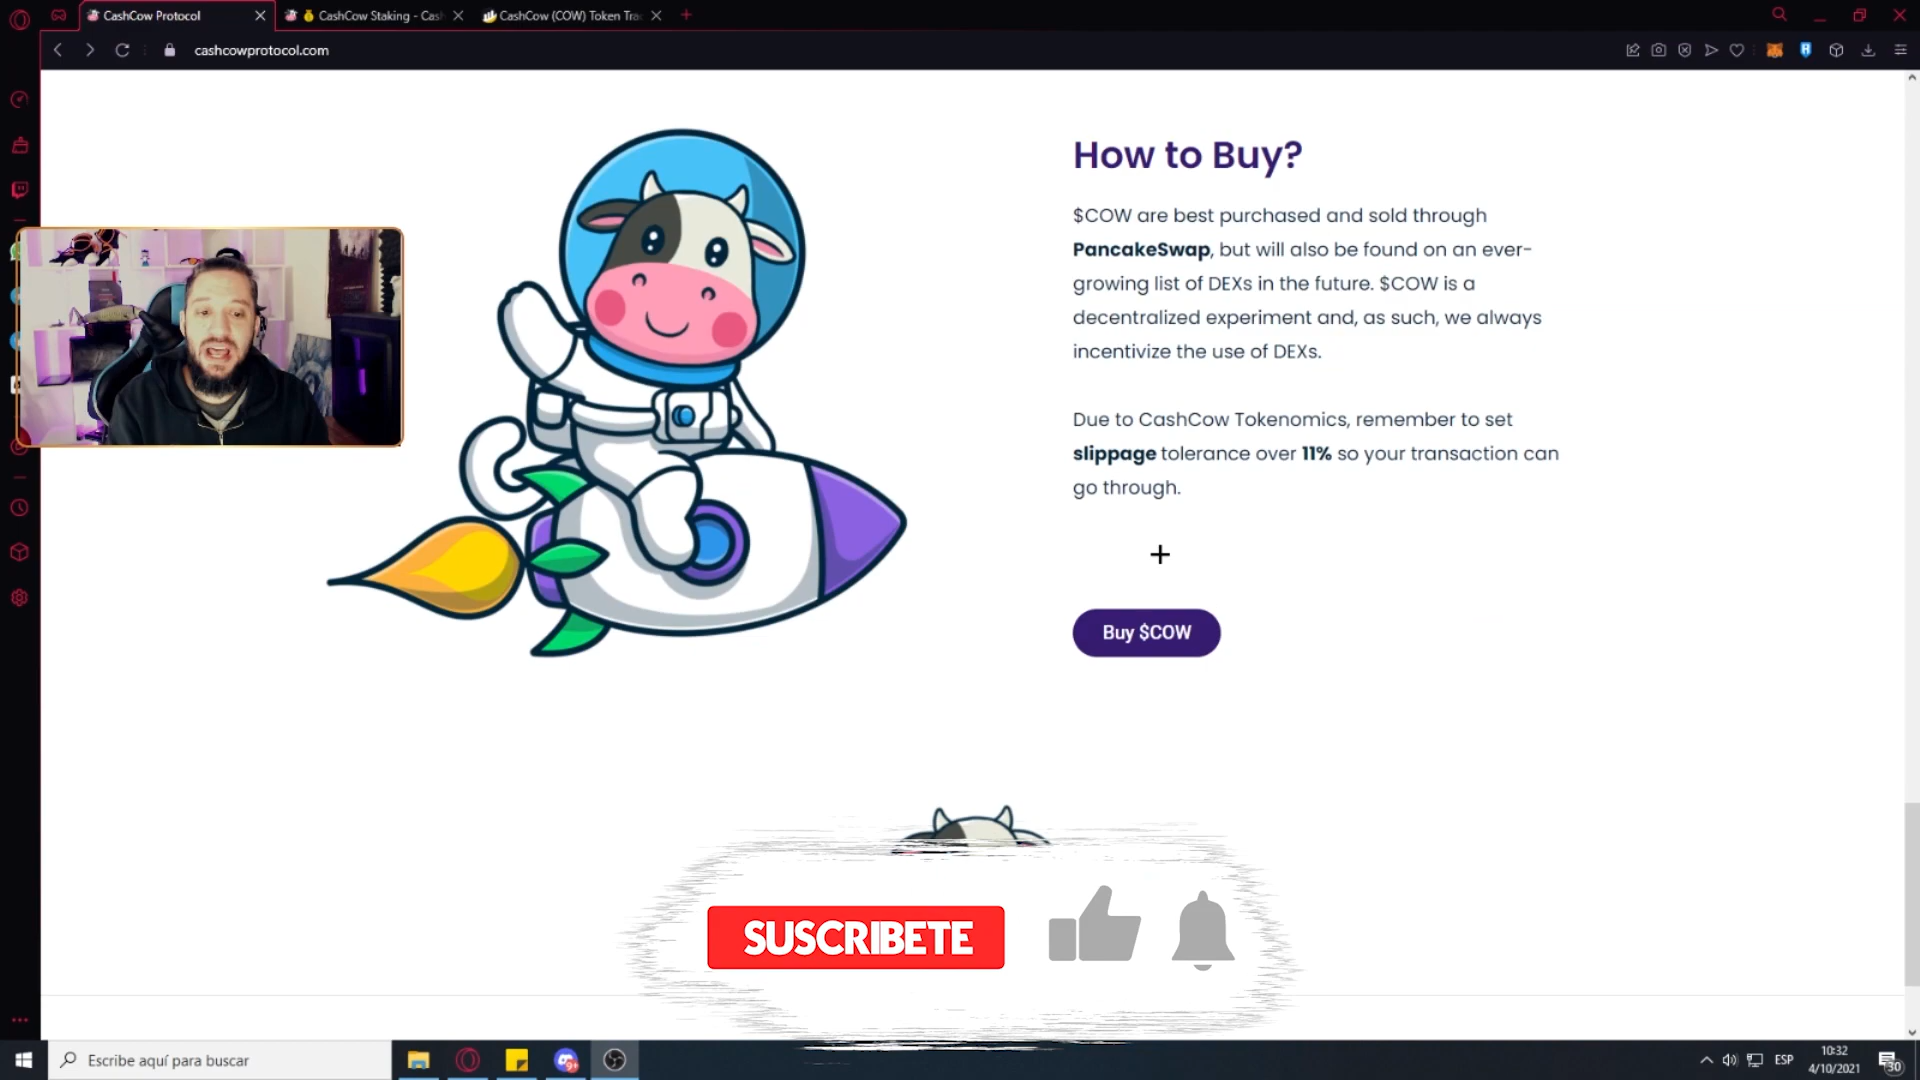 CashCow Protocol
CashCow Staking - Cas
CashCow (COW) Token Tra
cashcowprotocol.com
How to Buy?
$COW are best purchased and sold through
PancakeSwap, but will also be found on an ever-
growing list of DEXs in the future. $COW is a
decentralized experiment and, as such, we always
incentivize the use of DEXs.
Due to CashCow Tokenomics, remember to set
slippage tolerance over 11% so your transaction can
go through.
Buy $COW
SUSCRIBETE
Escribe aquí para buscar
9+
ESP
10:32
4/10/2021
30